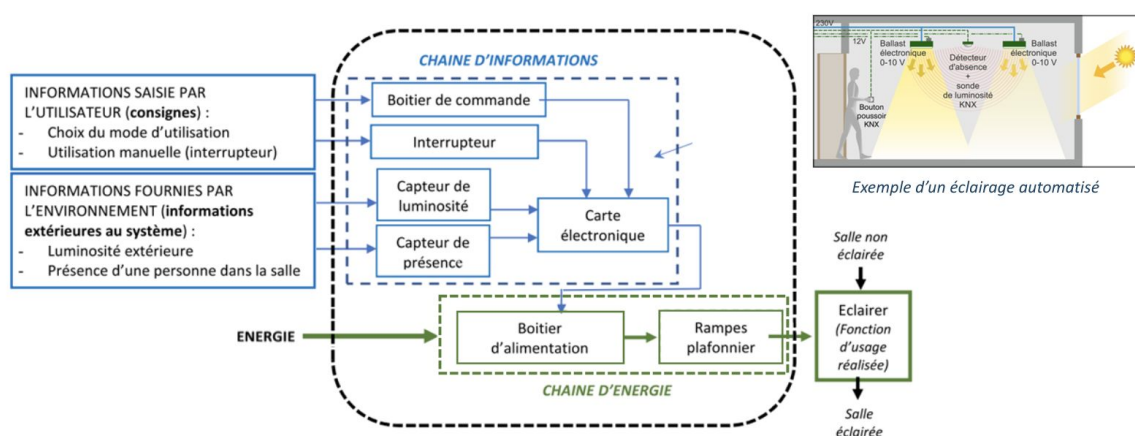 CHAINE D'INFORMATIONS
INFORMATIONS SAISIE PAR
L'UTILISATEUR (consignes) :
- Choix du mode d'utilisation
- Utilisation manuelle (interrupteur)
INFORMATIONS FOURNIES PAR
L'ENVIRONNEMENT (informations
extérieures au système) :
- Luminosité extérieure
- Présence d'une personne dans la salle
Boitier de commande
Interrupteur
Capteur de
luminosité
Capteur de
présence
Carte
électronique
ENERGIE
Boitier
d'alimentation
Rampes
plafonnier
CHAINE D'ENERGIE
230V
12V
Ballast
électronique
0-10 V
Détecteur
d'absence
+
sonde
de luminosité
KNX
Ballast
électronique
0-10 V
Bouton
poussoir
KNX
Exemple d'un éclairage automatisé
Salle non
éclairée
Eclairer
(Fonction
d'usage
réalisée)
Salle
éclairée